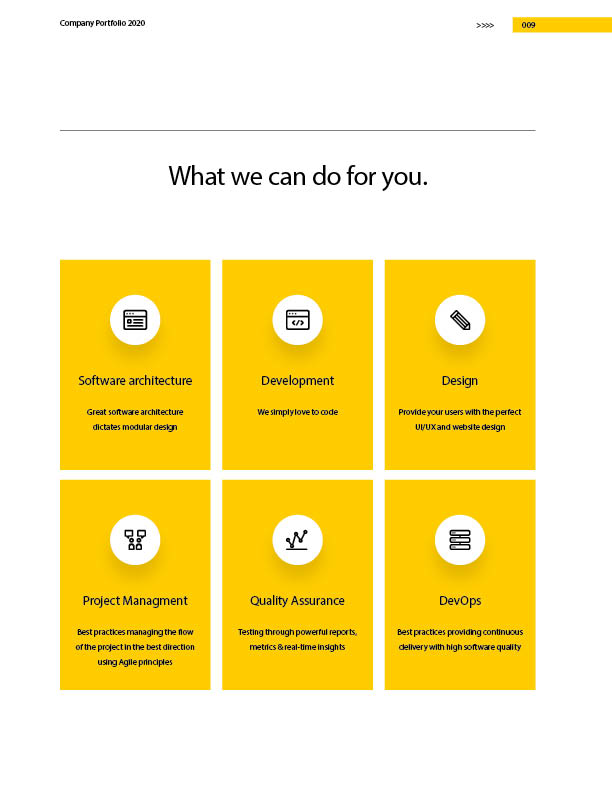 Company Portfolio 2020
>>>>
009
What we can do for you.
Software architecture
Great software architecture
dictates modular design
Development
We simply love to code
Design
Provide your users with the perfect
UI/UX and website design
Project Managment
Best practices managing the flow
of the project in the best direction
using Agile principles
Quality Assurance
Testing through powerful reports,
metrics & real-time insights
DevOps
Best practices providing continuous
delivery with high software quality